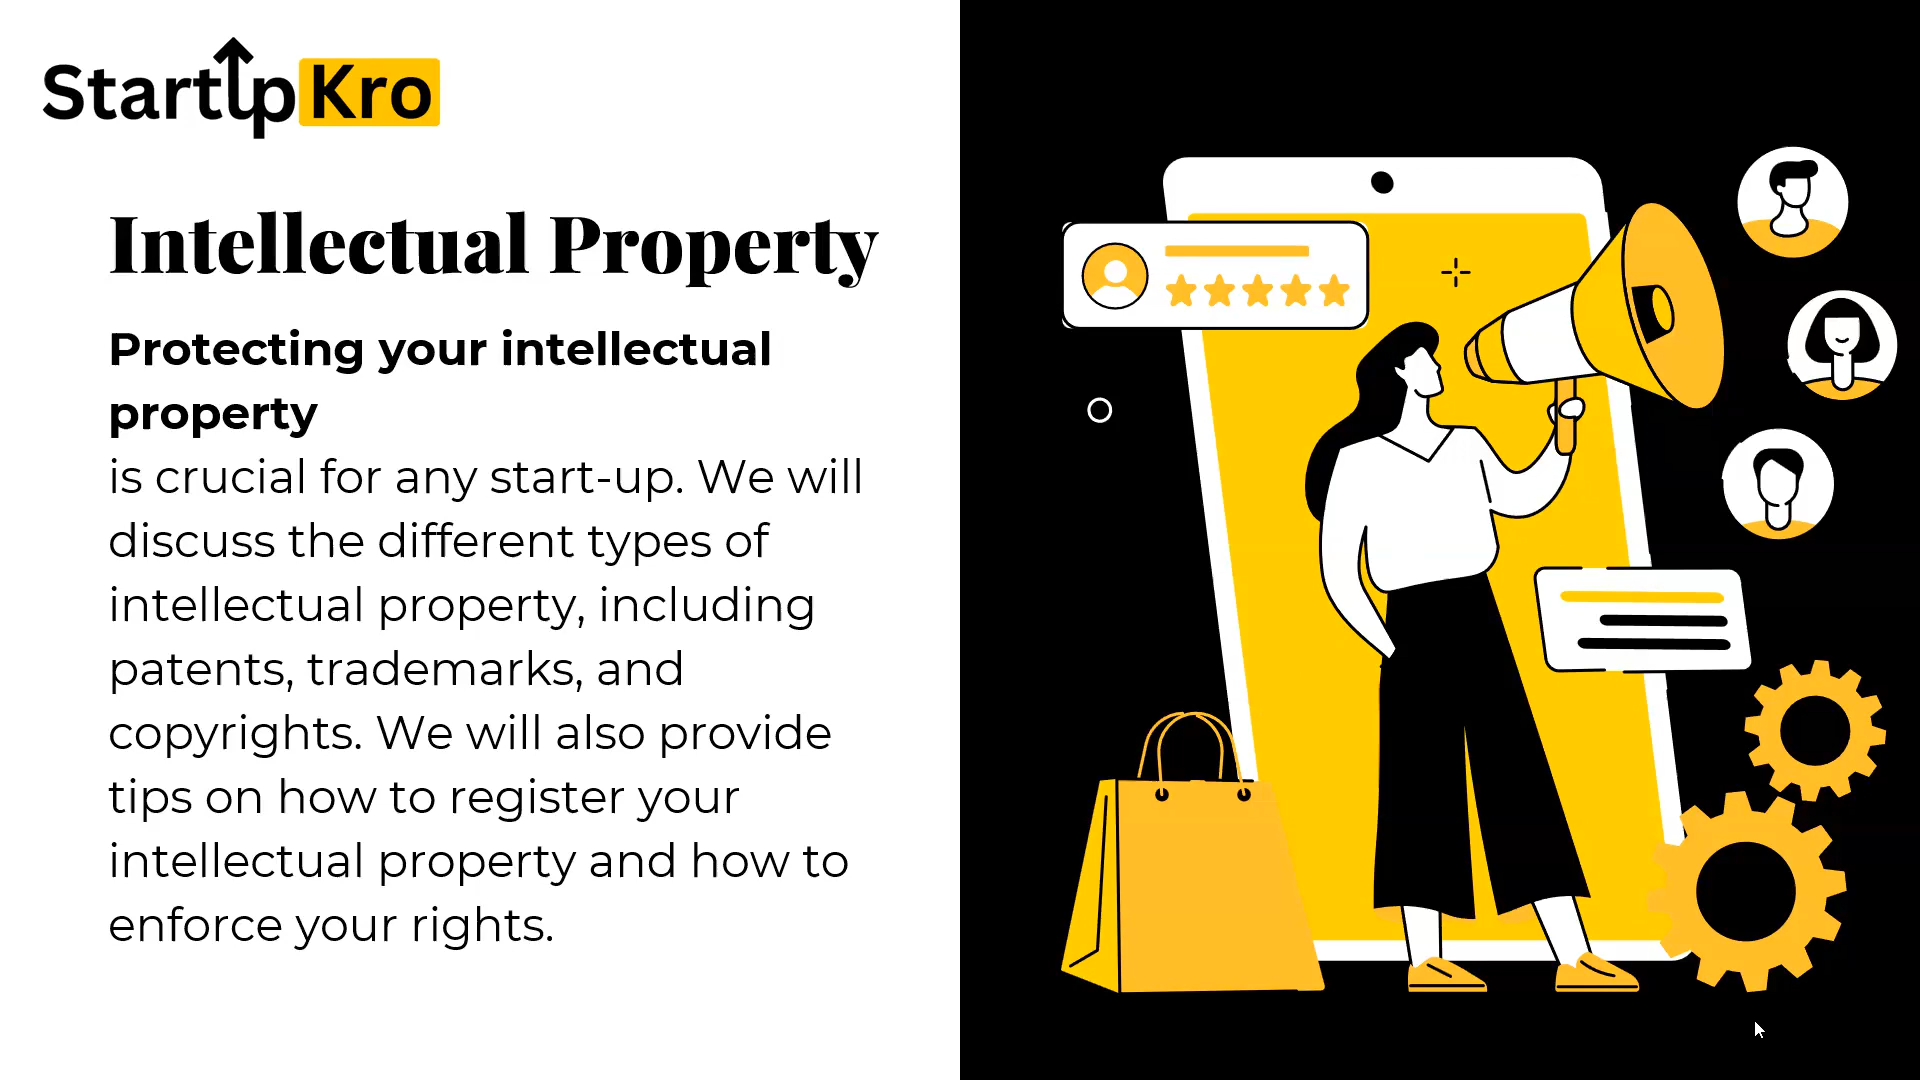 StartUp Kro
Intellectual Property
Protecting your intellectual
property
is crucial for any start-up. We will
discuss the different types of
intellectual property, including
patents, trademarks, and
copyrights. We will also provide
tips on how to register your
intellectual property and how to
enforce your rights.